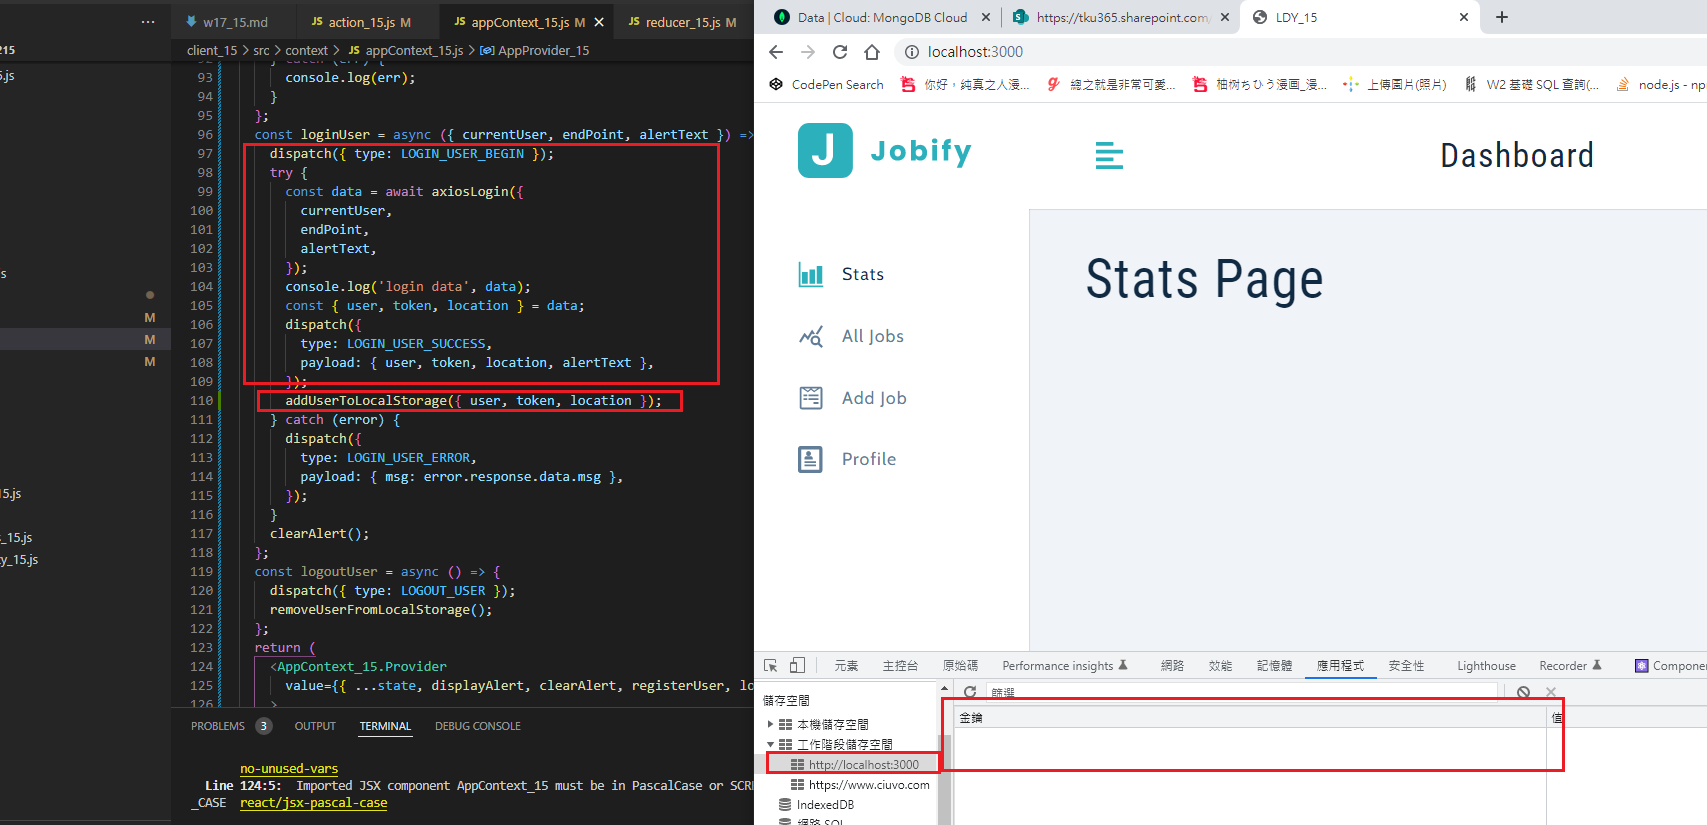 ···
w17_15.md
JS action_15.js M
JS appContext_15.js M ×
JS reducer_15.js M
client_15 > src > context > JS appContext_15.js > AppProvider_15
15
.js
s
M
M
M
5.js
s_15.js
y_15.js
92 } catch (err) {
93 console.log(err);
94 }
95 };
96 const loginUser = async ({ currentUser, endPoint, alertText }) =>
97 dispatch({ type: LOGIN_USER_BEGIN });
98 try {
99 const data = await axiosLogin({
100 currentUser,
101 endPoint,
102 alertText,
103 });
104 console.log('login data', data);
105 const { user, token, location } = data;
106 dispatch({
107 type: LOGIN_USER_SUCCESS,
108 payload: { user, token, location, alertText },
109 });
110 addUserToLocalStorage({ user, token, location });
111 } catch (error) {
112 dispatch({
113 type: LOGIN_USER_ERROR,
114 payload: { msg: error.response.data.msg },
115 });
116 }
117 clearAlert();
118 };
119 const logoutUser = async () => {
120 dispatch({ type: LOGOUT_USER });
121 removeUserFromLocalStorage();
122 };
123 return (
124 <AppContext_15.Provider
125 value={{ ...state, displayAlert, clearAlert, registerUser, lo
126 >
PROBLEMS 3 OUTPUT TERMINAL DEBUG CONSOLE
no-unused-vars
Line 124:5: Imported JSX component AppContext_15 must be in PascalCase or SCRE
_CASE react/jsx-pascal-case
Data | Cloud: MongoDB Cloud ×
https://tku365.sharepoint.com/ ×
LDY_15 × +
localhost:3000
CodePen Search
你好，純真之人漫...
總之就是非常可愛...
柚树ちひう漫画_漫...
上傳圖片(照片)
W2 基礎 SQL 查詢(...
node.js - np
J Jobify
Dashboard
Stats
All Jobs
Add Job
Profile
Stats Page
元素 主控台 原始碼 Performance insights 網路 效能 記憶體 應用程式 安全性 Lighthouse Recorder Componen
儲存空間
本機儲存空間
工作階段儲存空間
http://localhost:3000
https://www.ciuvo.com
IndexedDB
網路 SQL
篩選
金鑰 值